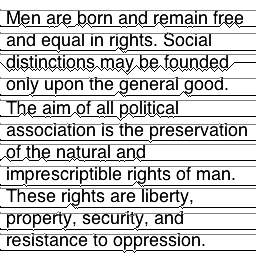 Men are born and remain free
and equal in rights. Social
distinctions may be founded
only upon the general good.
The aim of all political
association is the preservation
of the natural and
imprescriptible rights of man.
These rights are liberty,
property, security, and
resistance to oppression.